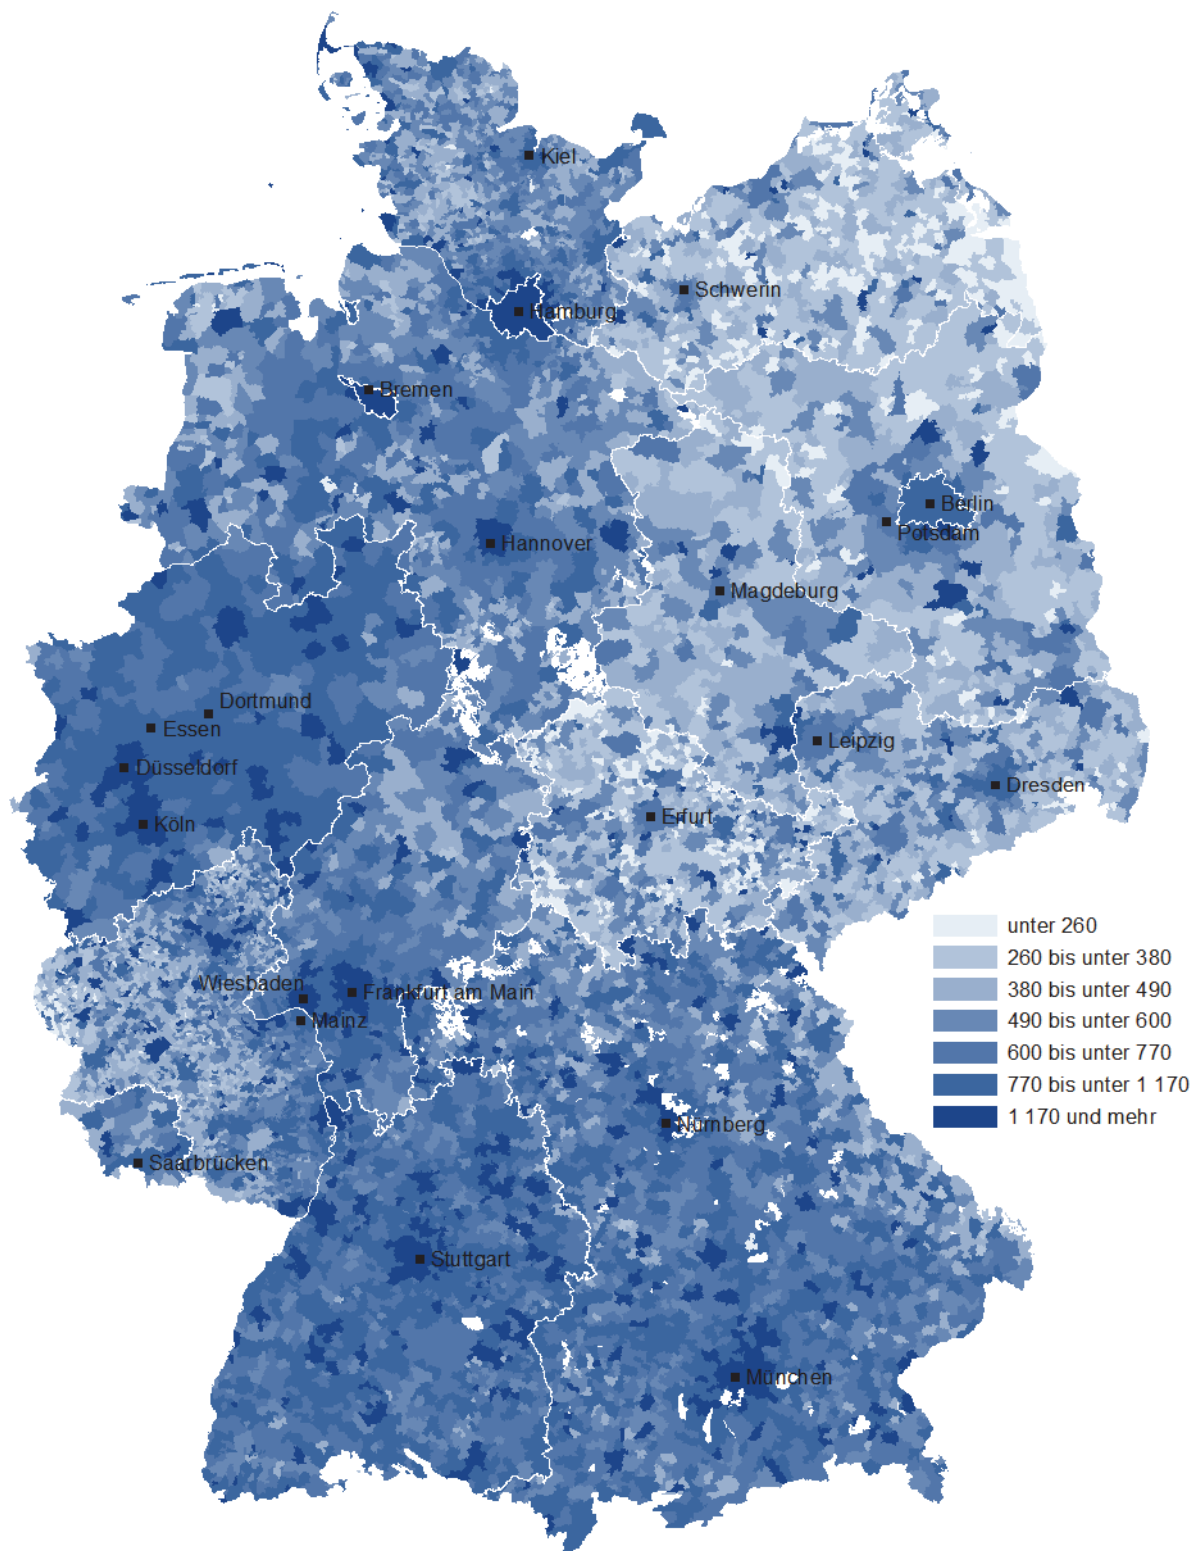 Kiel
Schwerin
Hamburg
Bremen
Berlin
Potsdam
Hannover
Magdeburg
Dortmund
Essen
Düsseldorf
Leipzig
Dresden
Köln
Erfurt
Wiesbaden
Frankfurt am Main
Mainz
Nürnberg
Saarbrücken
Stuttgart
München
unter 260
260 bis unter 380
380 bis unter 490
490 bis unter 600
600 bis unter 770
770 bis unter 1 170
1 170 und mehr